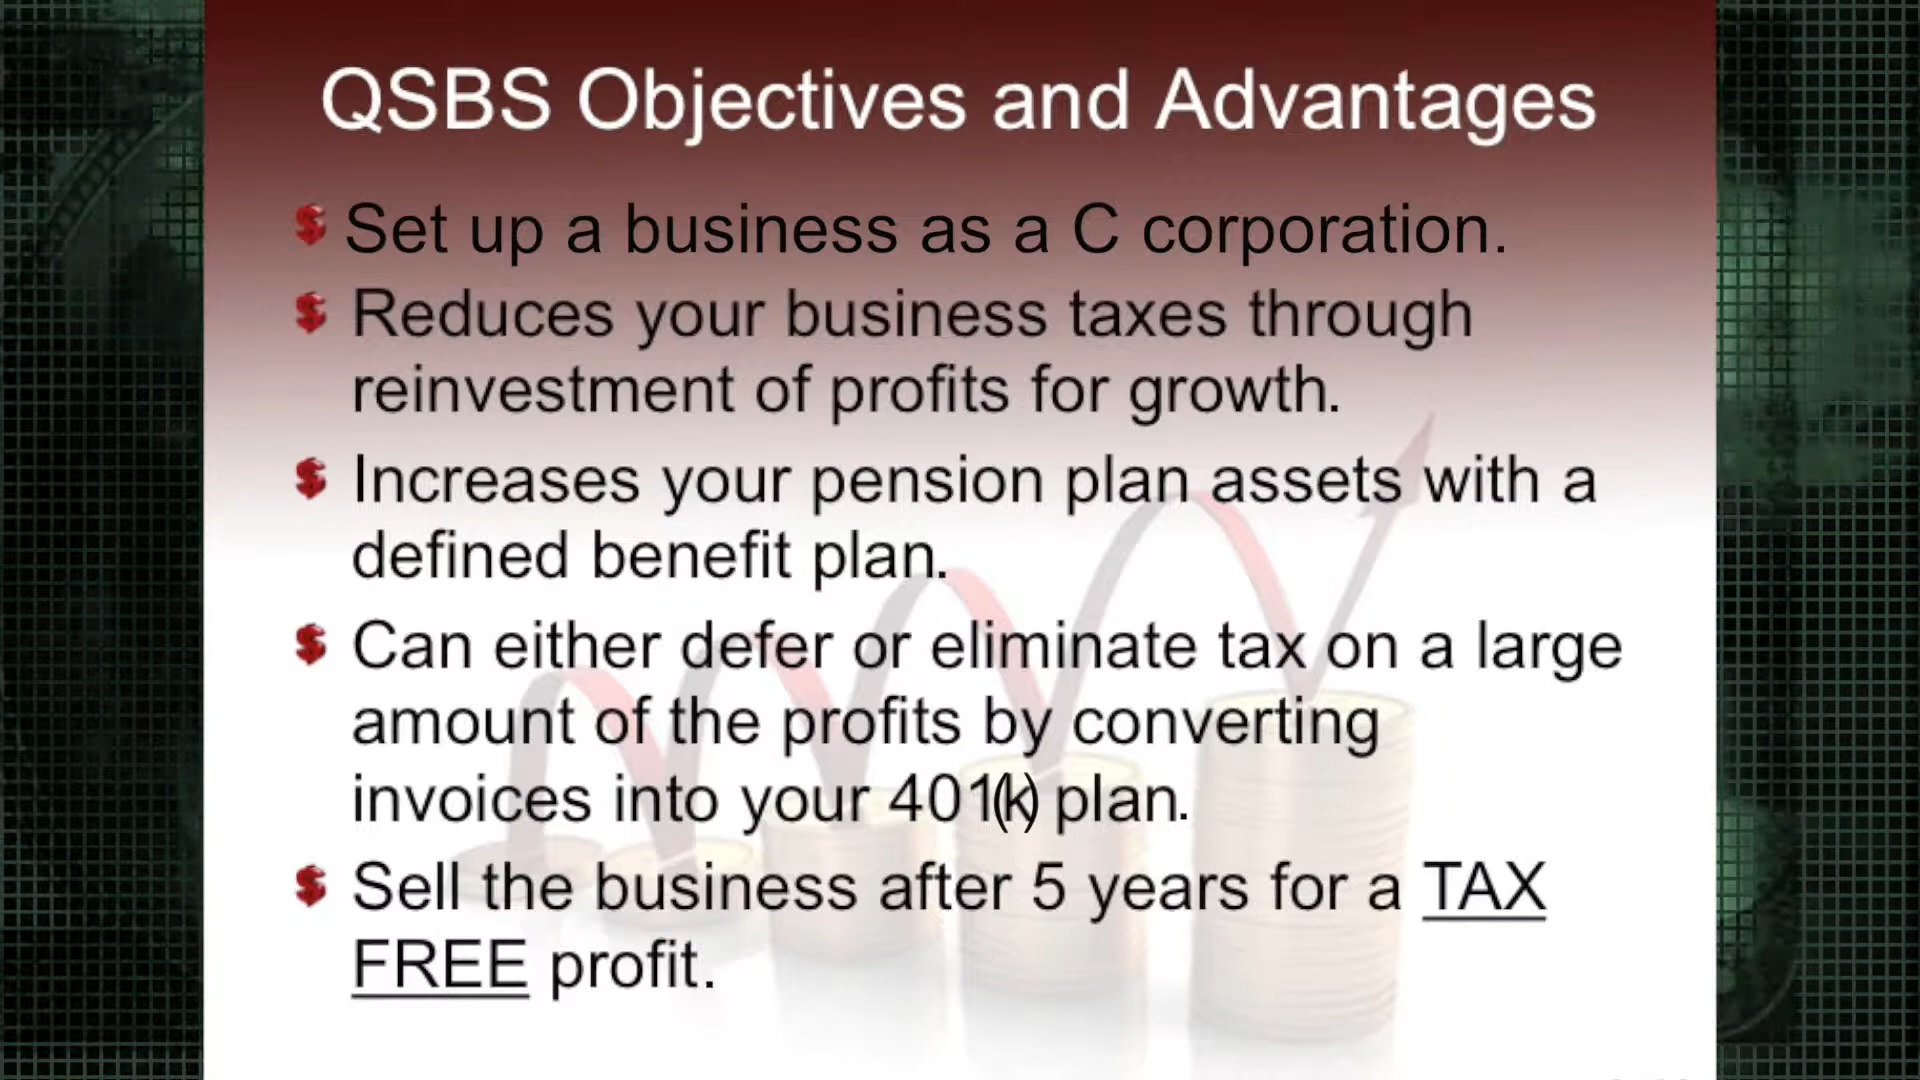 QSBS Objectives and Advantages
Set up a business as a C corporation.
Reduces your business taxes through
reinvestment of profits for growth.
Increases your pension plan assets with a
defined benefit plan.
Can either defer or eliminate tax on a large
amount of the profits by converting
invoices into your 401(k) plan.
Sell the business after 5 years for a TAX
FREE profit.